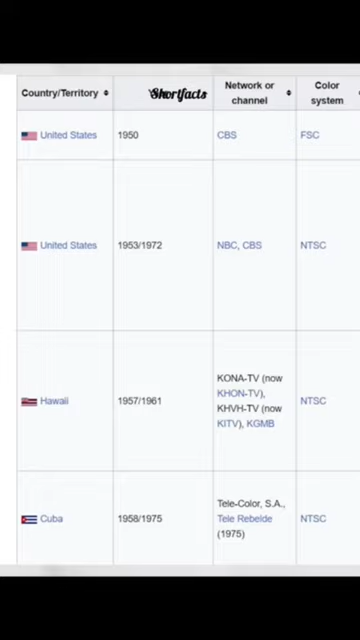 Country/Territory Shortfacts Network or channel Color system
United States 1950 CBS FSC
United States 1953/1972 NBC, CBS NTSC
Hawaii 1957/1961 KONA-TV (now KHON-TV), KHVH-TV (now KITV), KGMB NTSC
Cuba 1958/1975 Tele-Color, S.A., Tele Rebelde (1975) NTSC